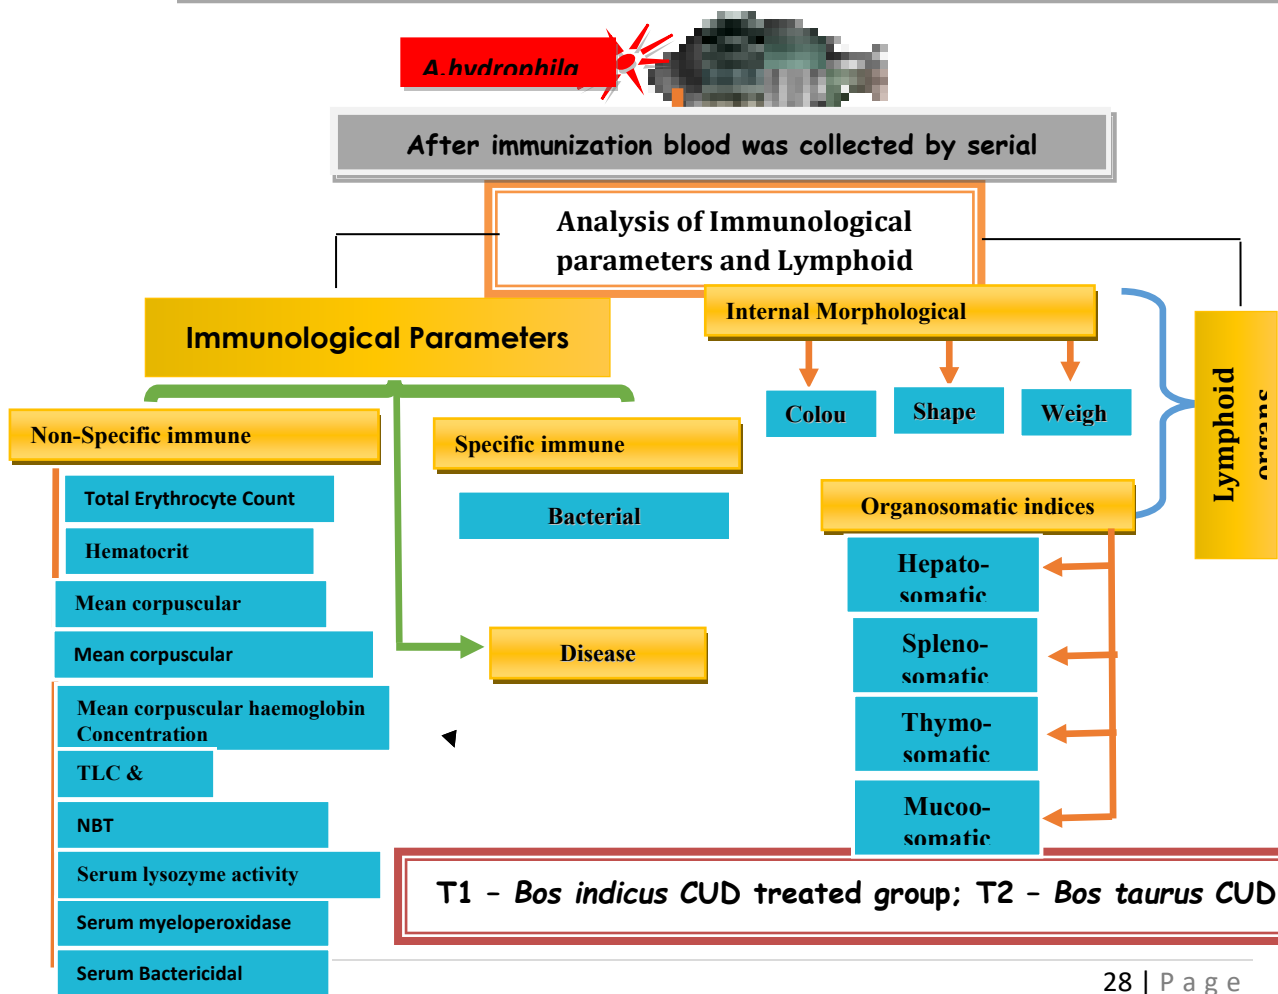 A.hydrophila
After immunization blood was collected by serial
Analysis of Immunological
parameters and Lymphoid
Immunological Parameters
Internal Morphological
Colou
Shape
Weigh
Lymphoid
organs
Non-Specific immune
Specific immune
Total Erythrocyte Count
Bacterial
Organosomatic indices
Hematocrit
Hepato-
somatic
Mean corpuscular
Mean corpuscular
Disease
Spleno-
somatic
Mean corpuscular haemoglobin
Concentration
Thymo-
somatic
TLC &
NBT
Mucoo-
somatic
Serum lysozyme activity
T1 – Bos indicus CUD treated group; T2 – Bos taurus CUD
Serum myeloperoxidase
Serum Bactericidal
28 | P a g e